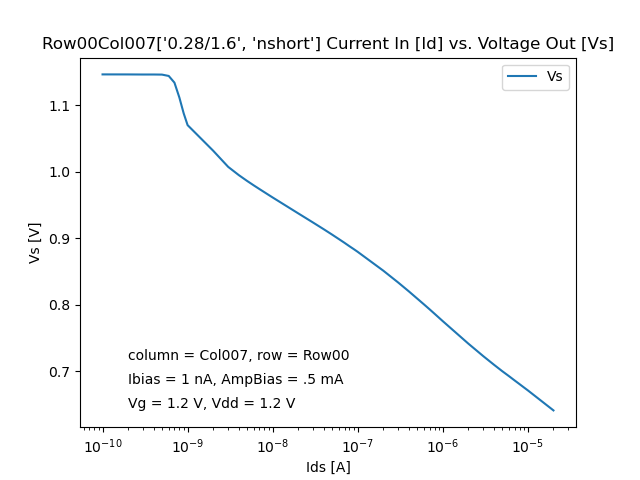 Row00Col007['0.28/1.6', 'nshort'] Current In [Id] vs. Voltage Out [Vs]
Vs
1.1
1.0
0.9
0.8
0.7
Vs [V]
column = Col007, row = Row00
Ibias = 1 nA, AmpBias = .5 mA
Vg = 1.2 V, Vdd = 1.2 V
10⁻¹⁰ 10⁻⁹ 10⁻⁸ 10⁻⁷ 10⁻⁶ 10⁻⁵
Ids [A]